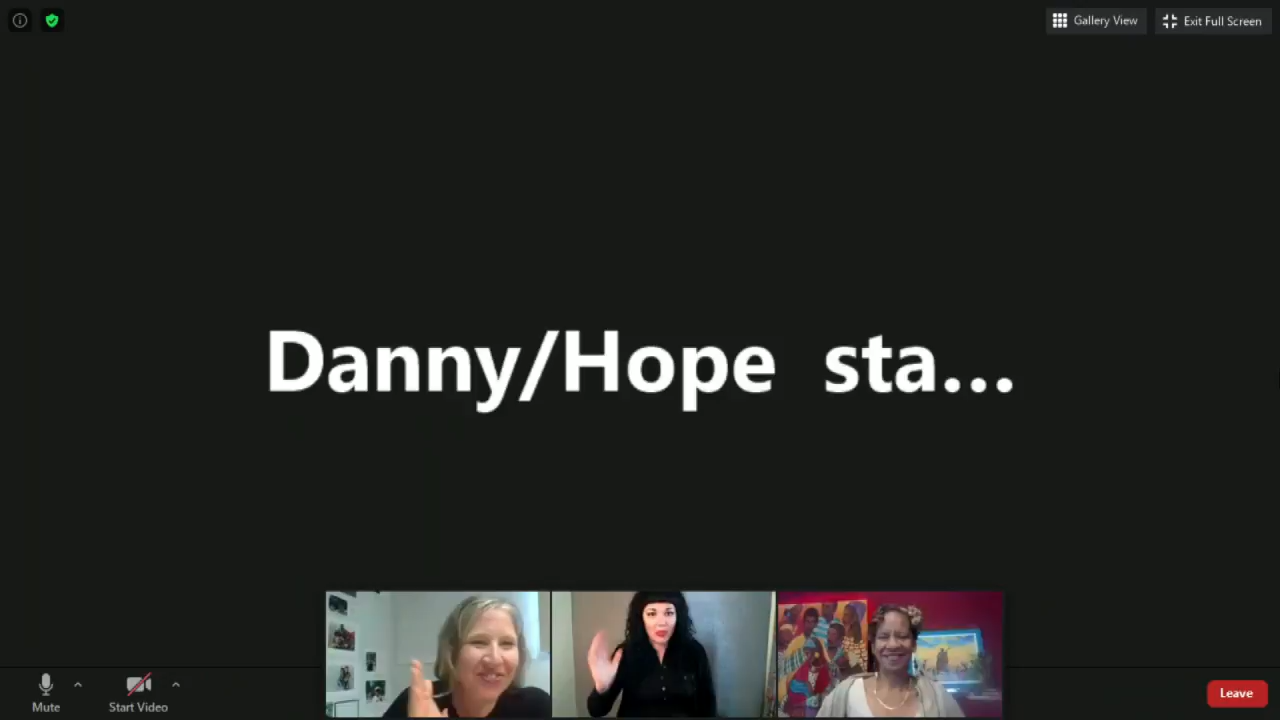 Gallery View
Exit Full Screen
Danny/Hope sta...
Mute
Start Video
Leave